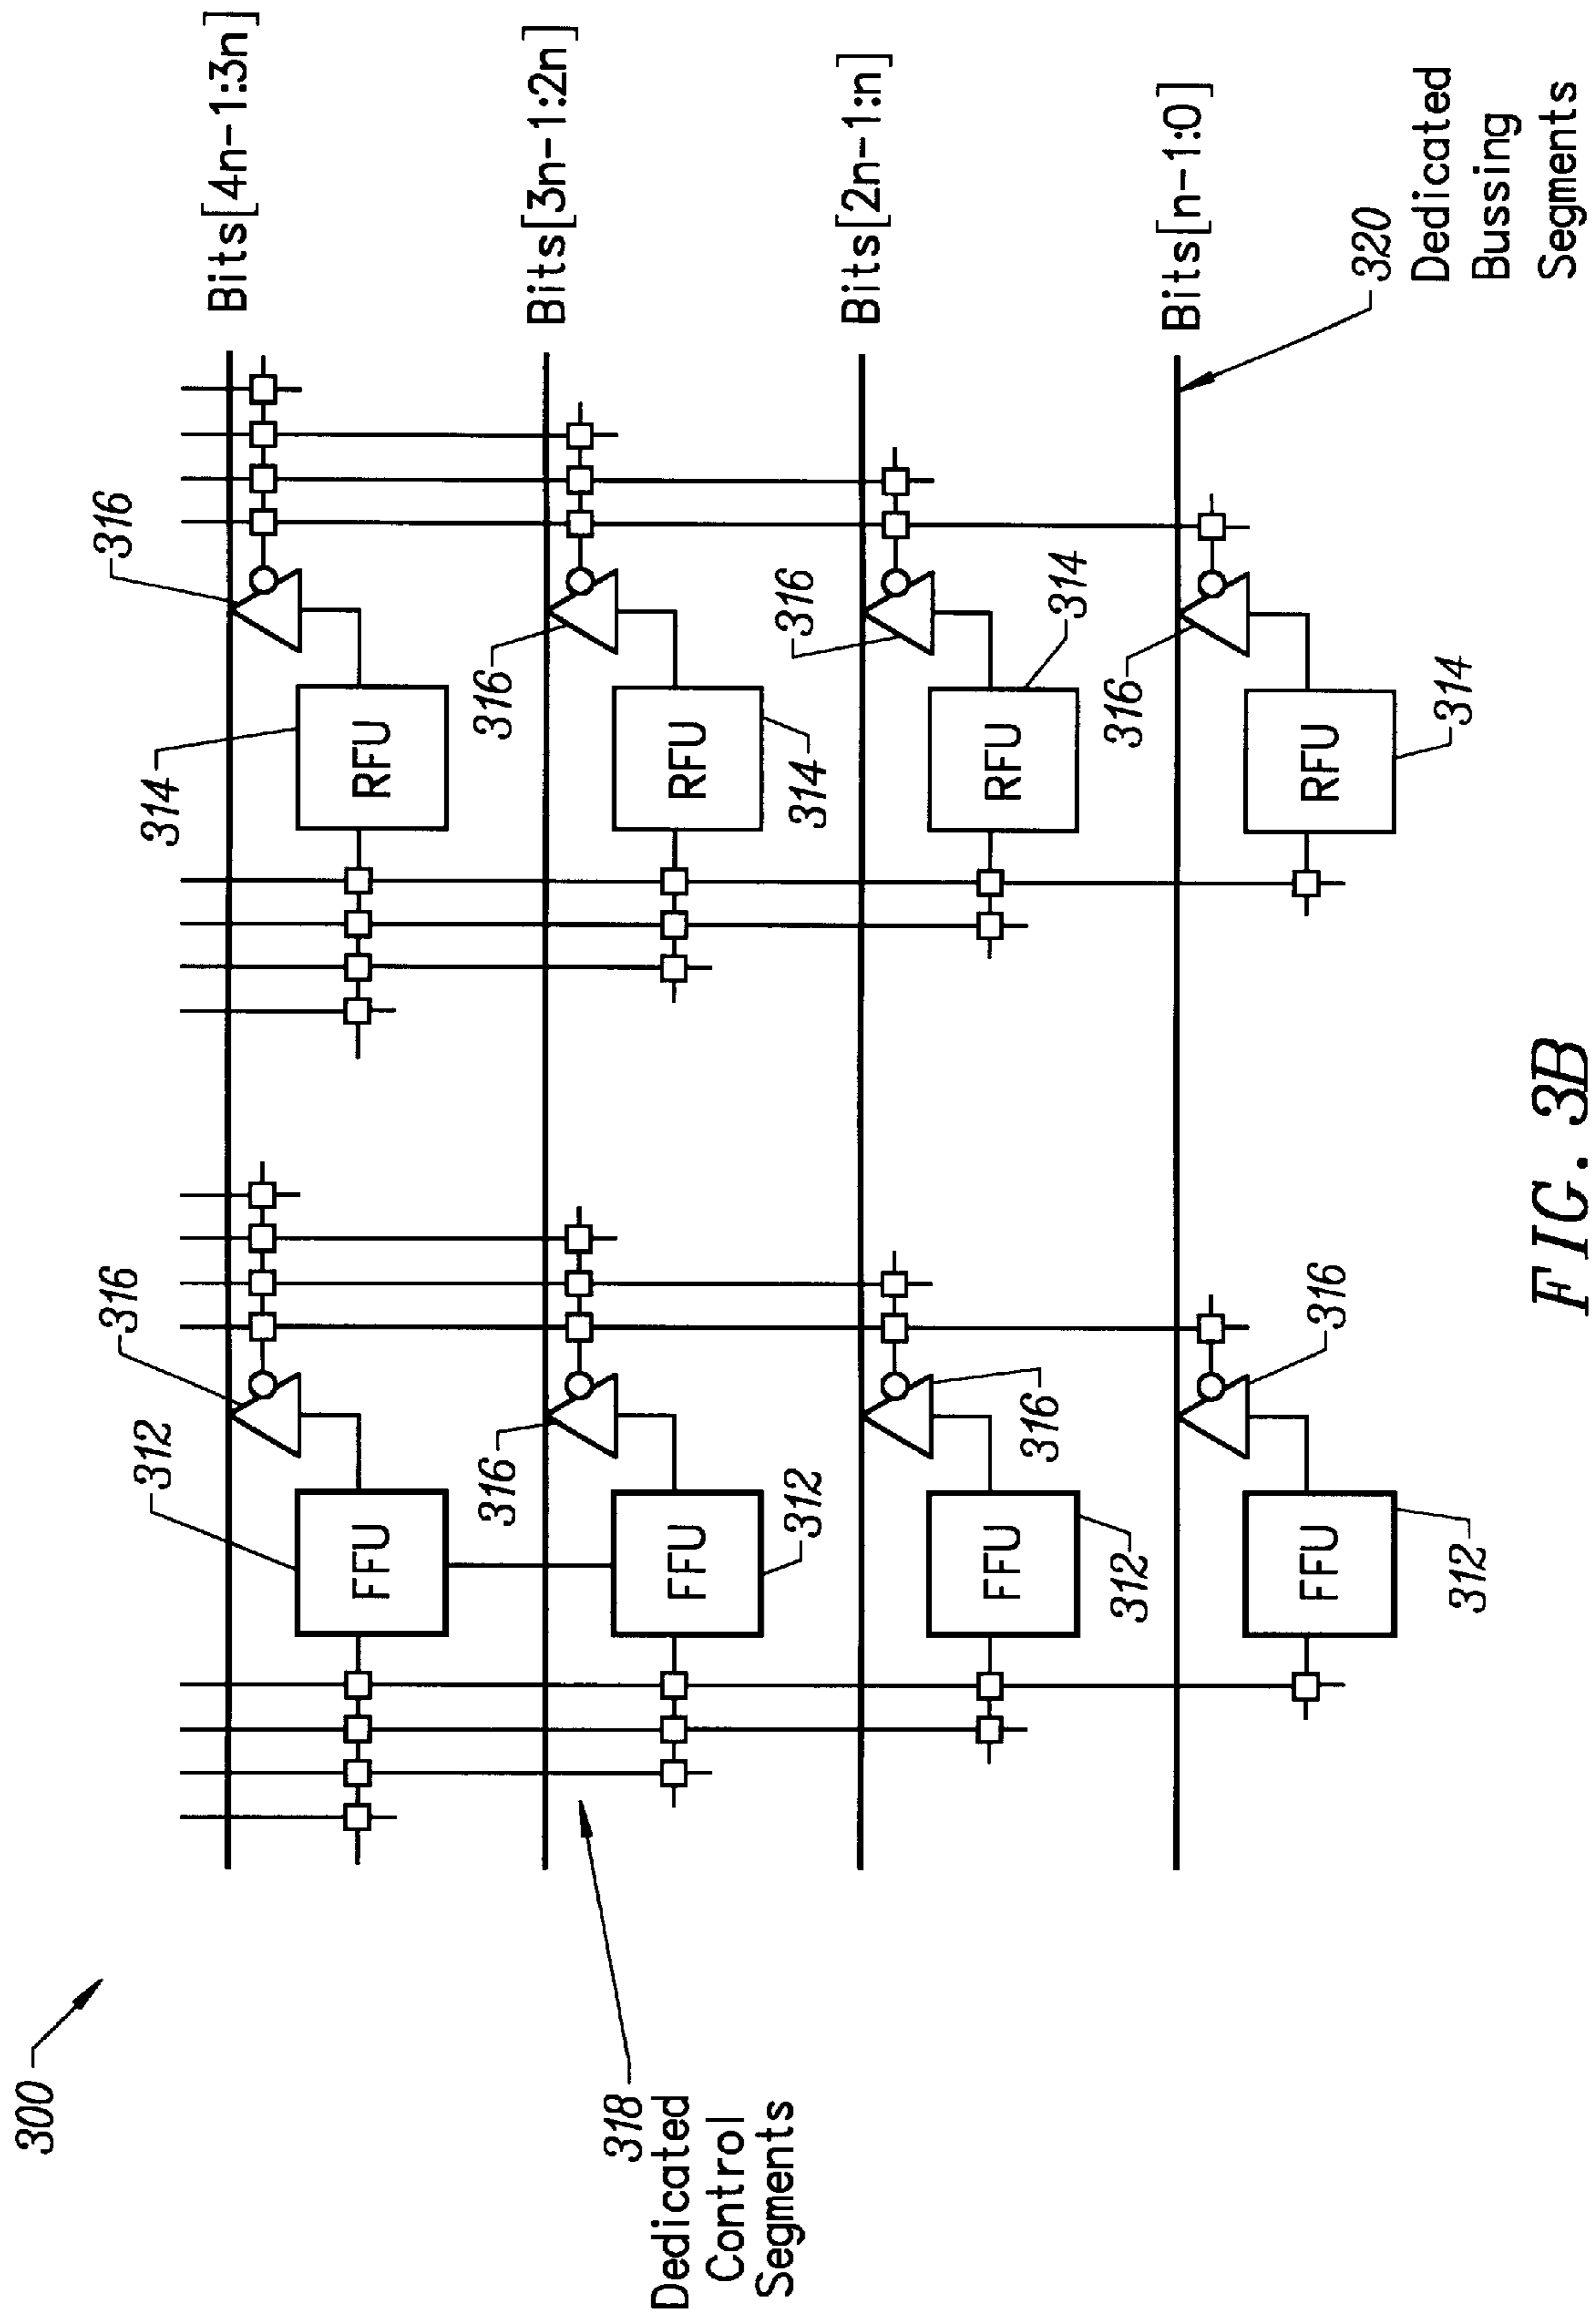 300
318
Dedicated
Control
Segments
Bits[4n-1:3n]
316
316
312
314
FFU
RFU
Bits[3n-1:2n]
316
316
312
314
FFU
RFU
Bits[2n-1:n]
316
316
312
314
FFU
RFU
Bits[n-1:0]
316
316
312
314
FFU
RFU
320
Dedicated
Bussing
Segments
FIG. 3B